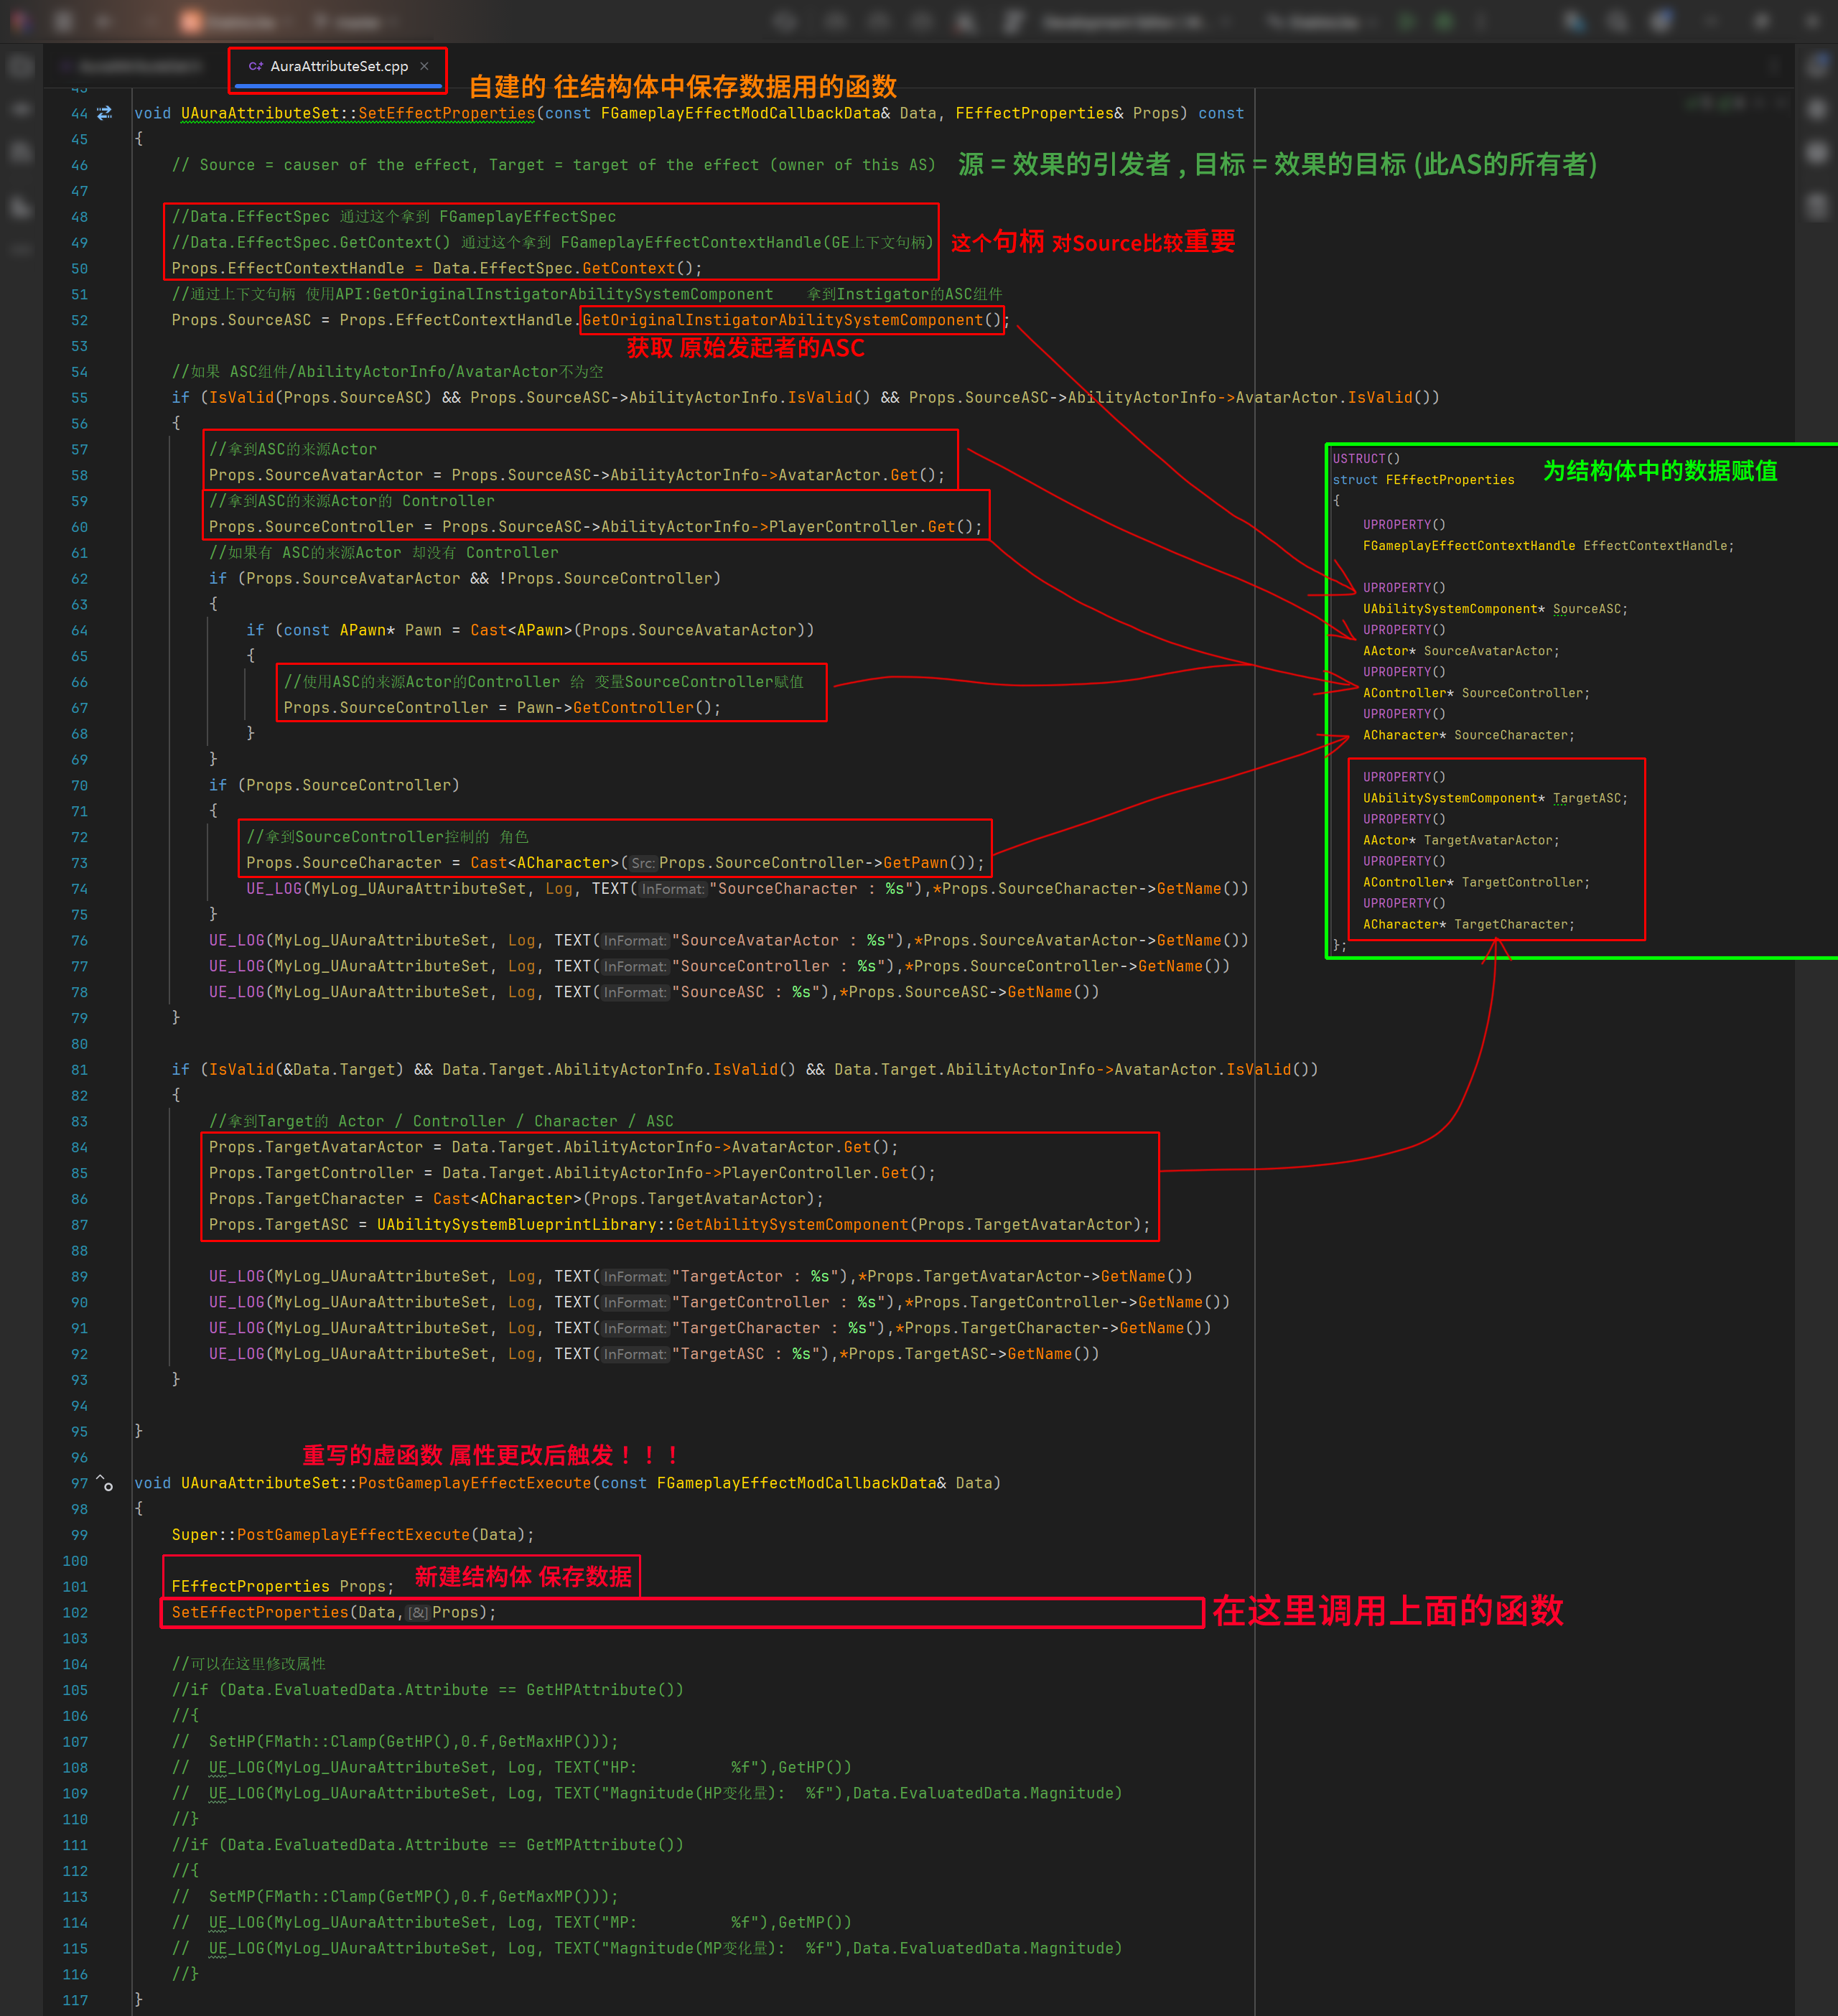 AuraAttributeSet.cpp
自建的 往结构体中保存数据用的函数
44 void UAuraAttributeSet::SetEffectProperties(const FGameplayEffectModCallbackData& Data, FEffectProperties& Props) const
45 {
46 // Source = causer of the effect, Target = target of the effect (owner of this AS) 源 = 效果的引发者 , 目标 = 效果的目标 (此AS的所有者)
47
48 //Data.EffectSpec 通过这个拿到 FGameplayEffectSpec
49 //Data.EffectSpec.GetContext() 通过这个拿到 FGameplayEffectContextHandle(GE上下文句柄) 这个句柄 对Source比较重要
50 Props.EffectContextHandle = Data.EffectSpec.GetContext();
51 //通过上下文句柄 使用API:GetOriginalInstigatorAbilitySystemComponent 拿到Instigator的ASC组件
52 Props.SourceASC = Props.EffectContextHandle.GetOriginalInstigatorAbilitySystemComponent();
53 获取 原始发起者的ASC
54 //如果 ASC组件/AbilityActorInfo/AvatarActor不为空
55 if (IsValid(Props.SourceASC) && Props.SourceASC->AbilityActorInfo.IsValid() && Props.SourceASC->AbilityActorInfo->AvatarActor.IsValid())
56 {
57 //拿到ASC的来源Actor
58 Props.SourceAvatarActor = Props.SourceASC->AbilityActorInfo->AvatarActor.Get();
59 //拿到ASC的来源Actor的 Controller
60 Props.SourceController = Props.SourceASC->AbilityActorInfo->PlayerController.Get();
61 //如果有 ASC的来源Actor 却没有 Controller
62 if (Props.SourceAvatarActor && !Props.SourceController)
63 {
64 if (const APawn* Pawn = Cast<APawn>(Props.SourceAvatarActor))
65 {
66 //使用ASC的来源Actor的Controller 给 变量SourceController赋值
67 Props.SourceController = Pawn->GetController();
68 }
69 }
70 if (Props.SourceController)
71 {
72 //拿到SourceController控制的 角色
73 Props.SourceCharacter = Cast<ACharacter>(Src:Props.SourceController->GetPawn());
74 UE_LOG(MyLog_UAuraAttributeSet, Log, TEXT(InFormat:"SourceCharacter : %s"),*Props.SourceCharacter->GetName())
75 }
76 UE_LOG(MyLog_UAuraAttributeSet, Log, TEXT(InFormat:"SourceAvatarActor : %s"),*Props.SourceAvatarActor->GetName())
77 UE_LOG(MyLog_UAuraAttributeSet, Log, TEXT(InFormat:"SourceController : %s"),*Props.SourceController->GetName())
78 UE_LOG(MyLog_UAuraAttributeSet, Log, TEXT(InFormat:"SourceASC : %s"),*Props.SourceASC->GetName())
79 }
80
81 if (IsValid(&Data.Target) && Data.Target.AbilityActorInfo.IsValid() && Data.Target.AbilityActorInfo->AvatarActor.IsValid())
82 {
83 //拿到Target的 Actor / Controller / Character / ASC
84 Props.TargetAvatarActor = Data.Target.AbilityActorInfo->AvatarActor.Get();
85 Props.TargetController = Data.Target.AbilityActorInfo->PlayerController.Get();
86 Props.TargetCharacter = Cast<ACharacter>(Props.TargetAvatarActor);
87 Props.TargetASC = UAbilitySystemBlueprintLibrary::GetAbilitySystemComponent(Props.TargetAvatarActor);
88
89 UE_LOG(MyLog_UAuraAttributeSet, Log, TEXT(InFormat:"TargetActor : %s"),*Props.TargetAvatarActor->GetName())
90 UE_LOG(MyLog_UAuraAttributeSet, Log, TEXT(InFormat:"TargetController : %s"),*Props.TargetController->GetName())
91 UE_LOG(MyLog_UAuraAttributeSet, Log, TEXT(InFormat:"TargetCharacter : %s"),*Props.TargetCharacter->GetName())
92 UE_LOG(MyLog_UAuraAttributeSet, Log, TEXT(InFormat:"TargetASC : %s"),*Props.TargetASC->GetName())
93 }
94
95 }
96 重写的虚函数 属性更改后触发！！！
97 void UAuraAttributeSet::PostGameplayEffectExecute(const FGameplayEffectModCallbackData& Data)
98 {
99 Super::PostGameplayEffectExecute(Data);
100
101 FEffectProperties Props; 新建结构体 保存数据
102 SetEffectProperties(Data,[&]Props); 在这里调用上面的函数
103
104 //可以在这里修改属性
105 //if (Data.EvaluatedData.Attribute == GetHPAttribute())
106 //{
107 // SetHP(FMath::Clamp(GetHP(),0.f,GetMaxHP()));
108 // UE_LOG(MyLog_UAuraAttributeSet, Log, TEXT("HP: %f"),GetHP())
109 // UE_LOG(MyLog_UAuraAttributeSet, Log, TEXT("Magnitude(HP变化量): %f"),Data.EvaluatedData.Magnitude)
110 //}
111 //if (Data.EvaluatedData.Attribute == GetMPAttribute())
112 //{
113 // SetMP(FMath::Clamp(GetMP(),0.f,GetMaxMP()));
114 // UE_LOG(MyLog_UAuraAttributeSet, Log, TEXT("MP: %f"),GetMP())
115 // UE_LOG(MyLog_UAuraAttributeSet, Log, TEXT("Magnitude(MP变化量): %f"),Data.EvaluatedData.Magnitude)
116 //}
117 }
USTRUCT()
为结构体中的数据赋值
struct FEffectProperties
{
UPROPERTY()
FGameplayEffectContextHandle EffectContextHandle;
UPROPERTY()
UAbilitySystemComponent* SourceASC;
UPROPERTY()
AActor* SourceAvatarActor;
UPROPERTY()
AController* SourceController;
UPROPERTY()
ACharacter* SourceCharacter;
UPROPERTY()
UAbilitySystemComponent* TargetASC;
UPROPERTY()
AActor* TargetAvatarActor;
UPROPERTY()
AController* TargetController;
UPROPERTY()
ACharacter* TargetCharacter;
};